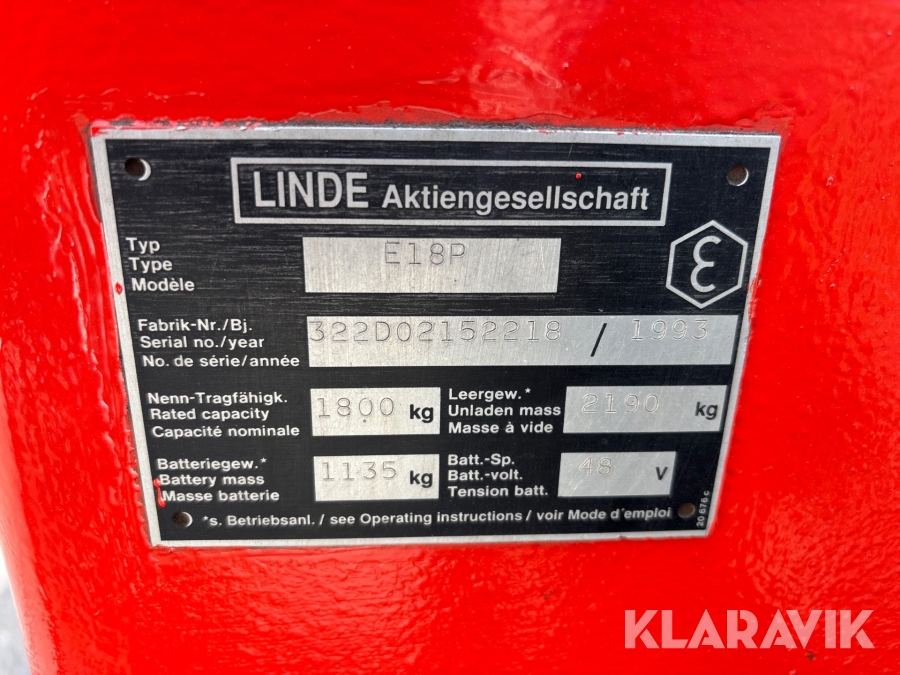 LINDE Aktiengesellschaft
Typ
Type
Modèle
E18P
Fabrik-Nr./Bj.
Serial no./year
No. de série/année
322D02152218 / 1993
Nenn-Tragfähigk.
Rated capacity
Capacité nominale
1800 kg
Leergew.*
Unladen mass
Masse à vide
2190 kg
Batteriegew.*
Battery mass
Masse batterie
1135 kg
Batt.-Sp.
Batt.-volt.
Tension batt.
48 V
*s. Betriebsanl. / see Operating instructions / voir Mode d'emploi
20 676 c
KLARAVIK